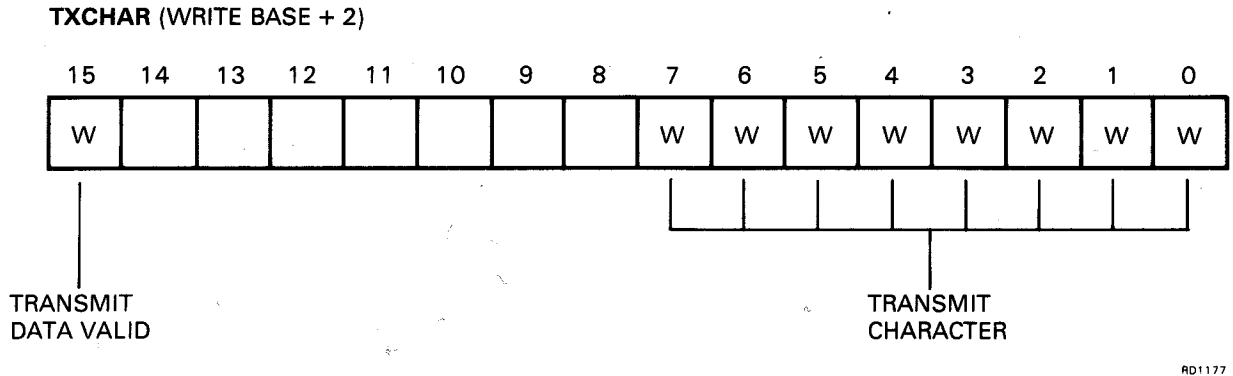 TXCHAR (WRITE BASE + 2)
15 14 13 12 11 10 9 8 7 6 5 4 3 2 1 0
W W W W W W W W W
TRANSMIT
DATA VALID
TRANSMIT
CHARACTER
RD1177